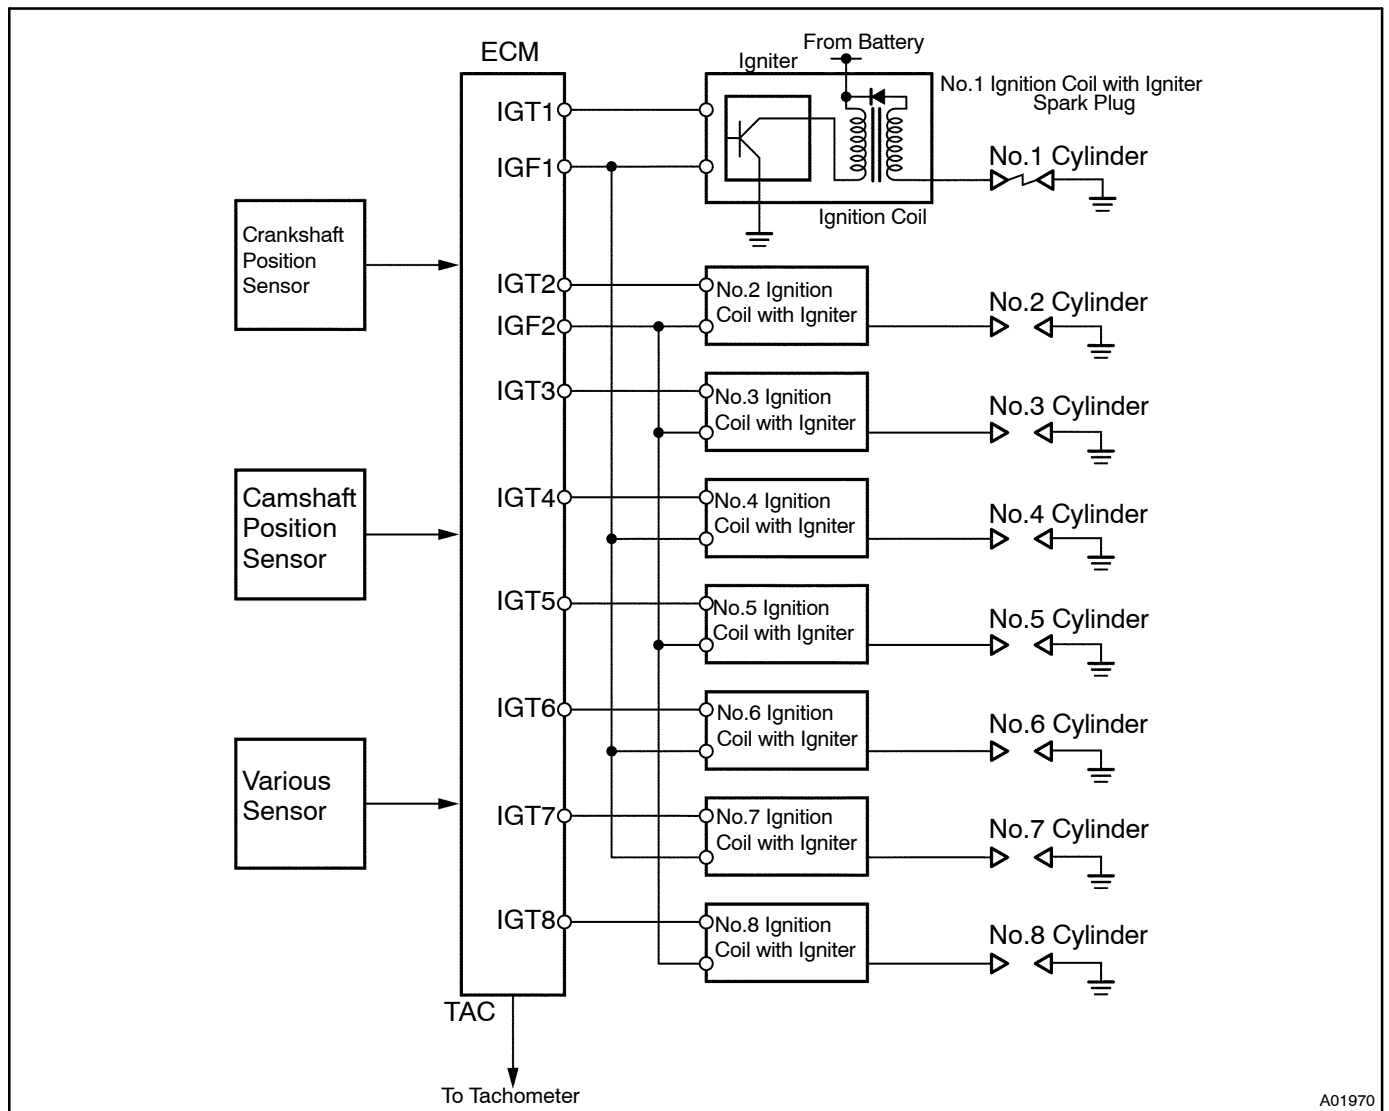 ECM
From Battery
Igniter
No.1 Ignition Coil with Igniter
Spark Plug
IGT1
IGF1
No.1 Cylinder
Ignition Coil
Crankshaft
Position
Sensor
IGT2
IGF2
No.2 Ignition
Coil with Igniter
No.2 Cylinder
IGT3
No.3 Ignition
Coil with Igniter
No.3 Cylinder
Camshaft
Position
Sensor
IGT4
No.4 Ignition
Coil with Igniter
No.4 Cylinder
IGT5
No.5 Ignition
Coil with Igniter
No.5 Cylinder
IGT6
No.6 Ignition
Coil with Igniter
No.6 Cylinder
Various
Sensor
IGT7
No.7 Ignition
Coil with Igniter
No.7 Cylinder
IGT8
No.8 Ignition
Coil with Igniter
No.8 Cylinder
TAC
To Tachometer
A01970